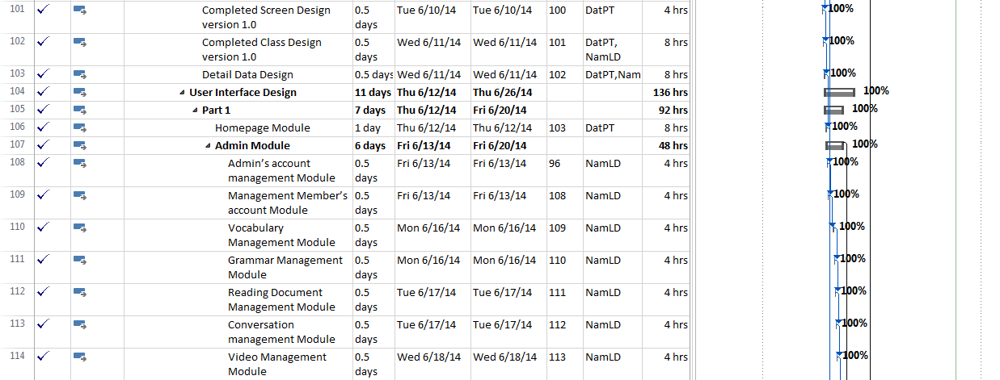 101 Completed Screen Design 0.5 Tue 6/10/14 Tue 6/10/14 100 DatPT 4 hrs 100%
version 1.0 days
102 Completed Class Design 0.5 Wed 6/11/14 Wed 6/11/14 101 DatPT, 8 hrs 100%
version 1.0 days NamLD
103 Detail Data Design 0.5 days Wed 6/11/14 Wed 6/11/14 102 DatPT,Nam 8 hrs 100%
104 User Interface Design 11 days Thu 6/12/14 Thu 6/26/14 136 hrs 100%
105 Part 1 7 days Thu 6/12/14 Fri 6/20/14 92 hrs 100%
106 Homepage Module 1 day Thu 6/12/14 Thu 6/12/14 103 DatPT 8 hrs 100%
107 Admin Module 6 days Fri 6/13/14 Fri 6/20/14 48 hrs 100%
108 Admin’s account 0.5 Fri 6/13/14 Fri 6/13/14 96 NamLD 4 hrs 100%
management Module days
109 Management Member’s 0.5 Fri 6/13/14 Fri 6/13/14 108 NamLD 4 hrs 100%
account Module days
110 Vocabulary 0.5 Mon 6/16/14 Mon 6/16/14 109 NamLD 4 hrs 100%
Management Module days
111 Grammar Management 0.5 Mon 6/16/14 Mon 6/16/14 110 NamLD 4 hrs 100%
Module days
112 Reading Document 0.5 Tue 6/17/14 Tue 6/17/14 111 NamLD 4 hrs 100%
Management Module days
113 Conversation 0.5 Tue 6/17/14 Tue 6/17/14 112 NamLD 4 hrs 100%
management Module days
114 Video Management 0.5 Wed 6/18/14 Wed 6/18/14 113 NamLD 4 hrs 100%
Module days